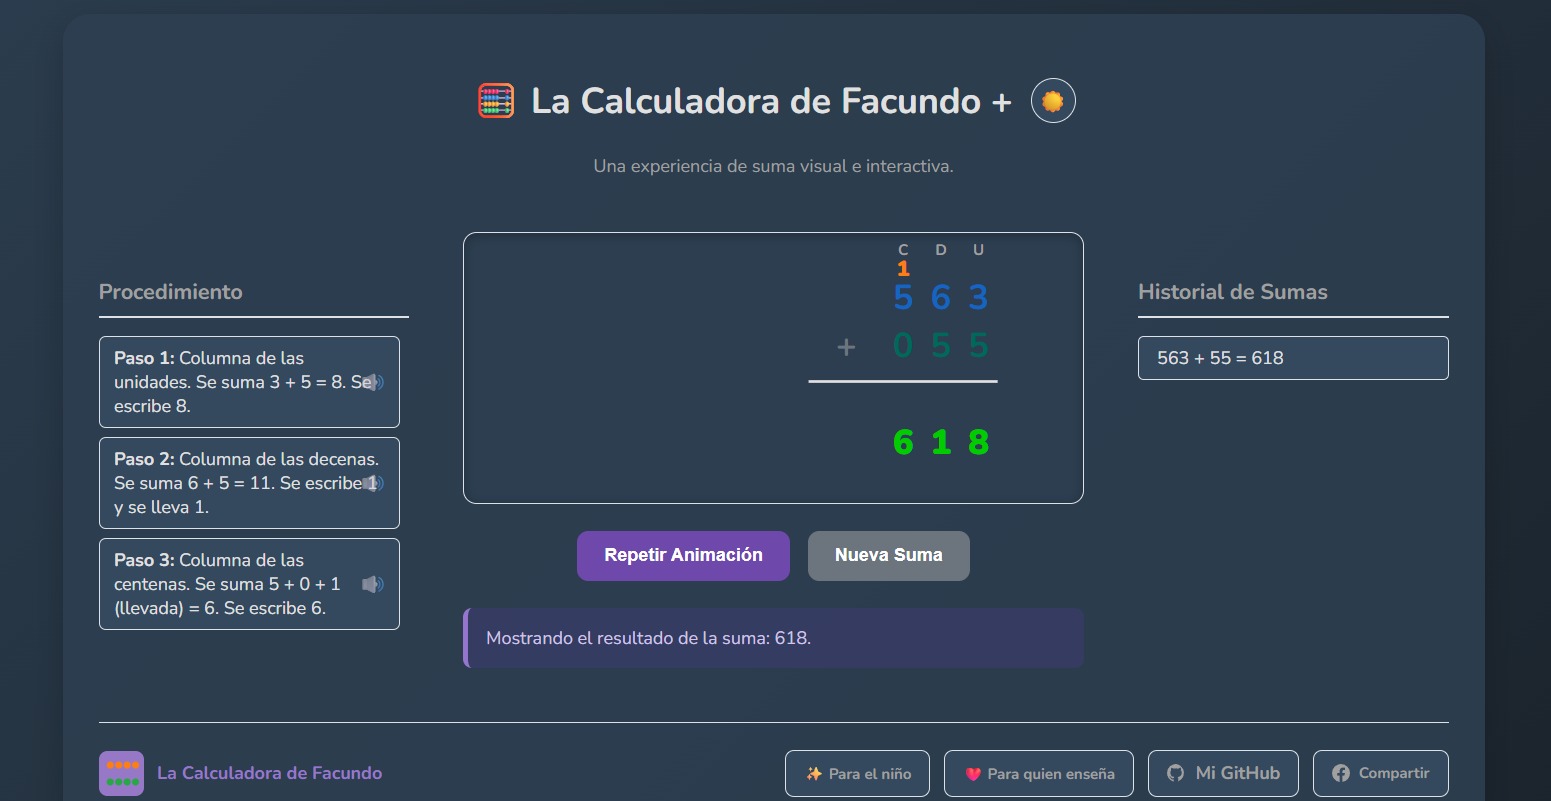 La Calculadora de Facundo +
Una experiencia de suma visual e interactiva.
Procedimiento
Paso 1: Columna de las
unidades. Se suma 3 + 5 = 8. Se
escribe 8.
Paso 2: Columna de las decenas.
Se suma 6 + 5 = 11. Se escribe 1
y se lleva 1.
Paso 3: Columna de las
centenas. Se suma 5 + 0 + 1
(llevada) = 6. Se escribe 6.
C D U
1
5 6 3
+ 0 5 5
6 1 8
Repetir Animación
Nueva Suma
Mostrando el resultado de la suma: 618.
Historial de Sumas
563 + 55 = 618
La Calculadora de Facundo
Para el niño
Para quien enseña
Mi GitHub
Compartir